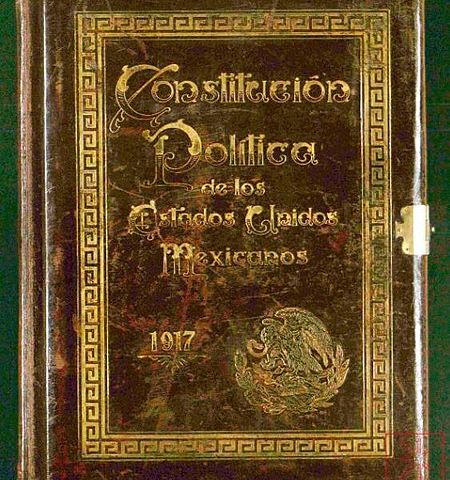 Constitución
Política
de los
Estados Unidos
Mexicanos
1917